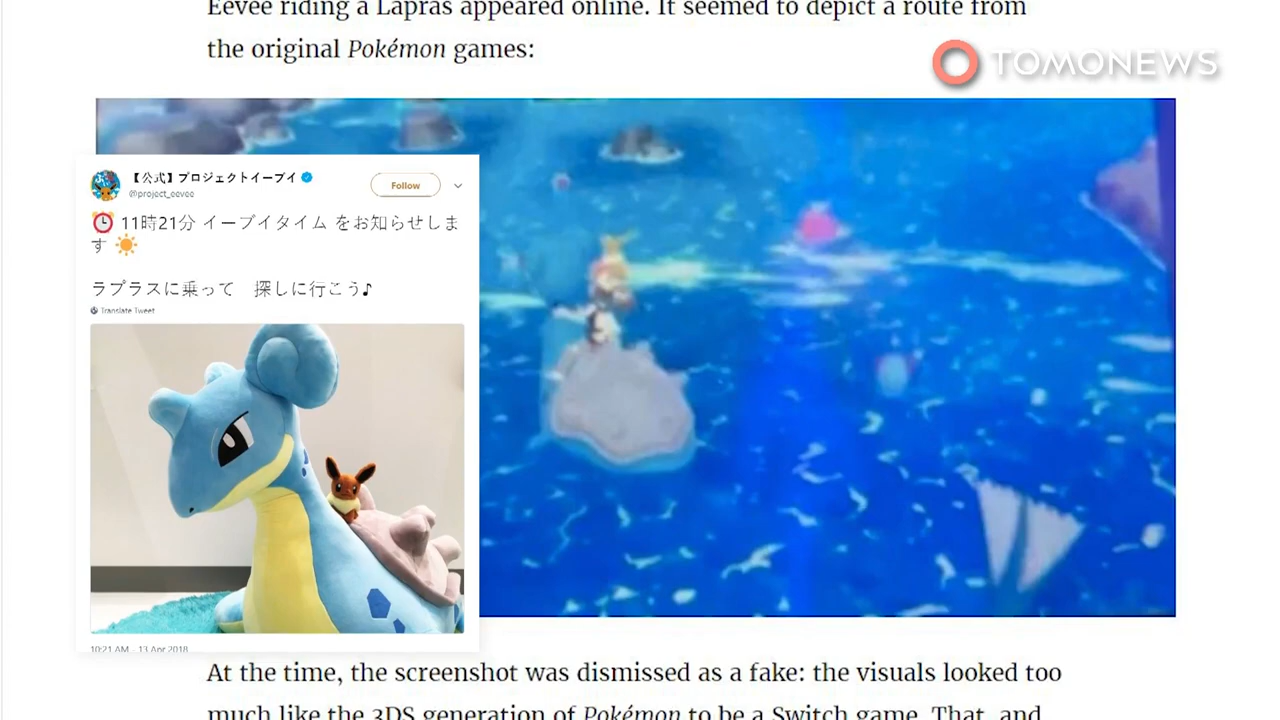 Eevee riding a Lapras appeared online. It seemed to depict a route from
the original Pokémon games:
TOMONEWS
【公式】プロジェクトイーブイ
@project_eevee
Follow
11時21分 イーブイタイム をお知らせしま
す
ラプラスに乗って 探しに行こう♪
Translate Tweet
10:21 AM - 13 Apr 2018
At the time, the screenshot was dismissed as a fake: the visuals looked too
much like the 3DS generation of Pokémon to be a Switch game. That, and